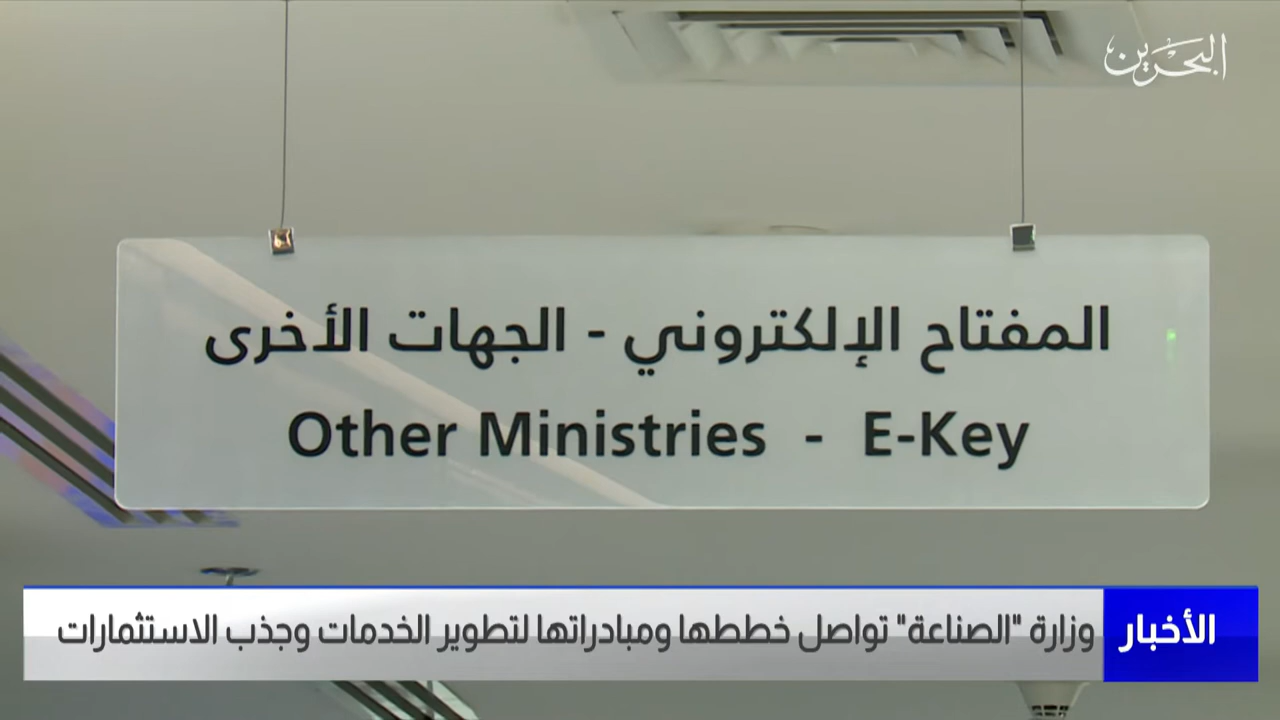 البحرين
المفتاح الإلكتروني - الجهات الأخرى
Other Ministries - E-Key
الأخبار
وزارة "الصناعة" تواصل خططها ومبادراتها لتطوير الخدمات وجذب الاستثمارات